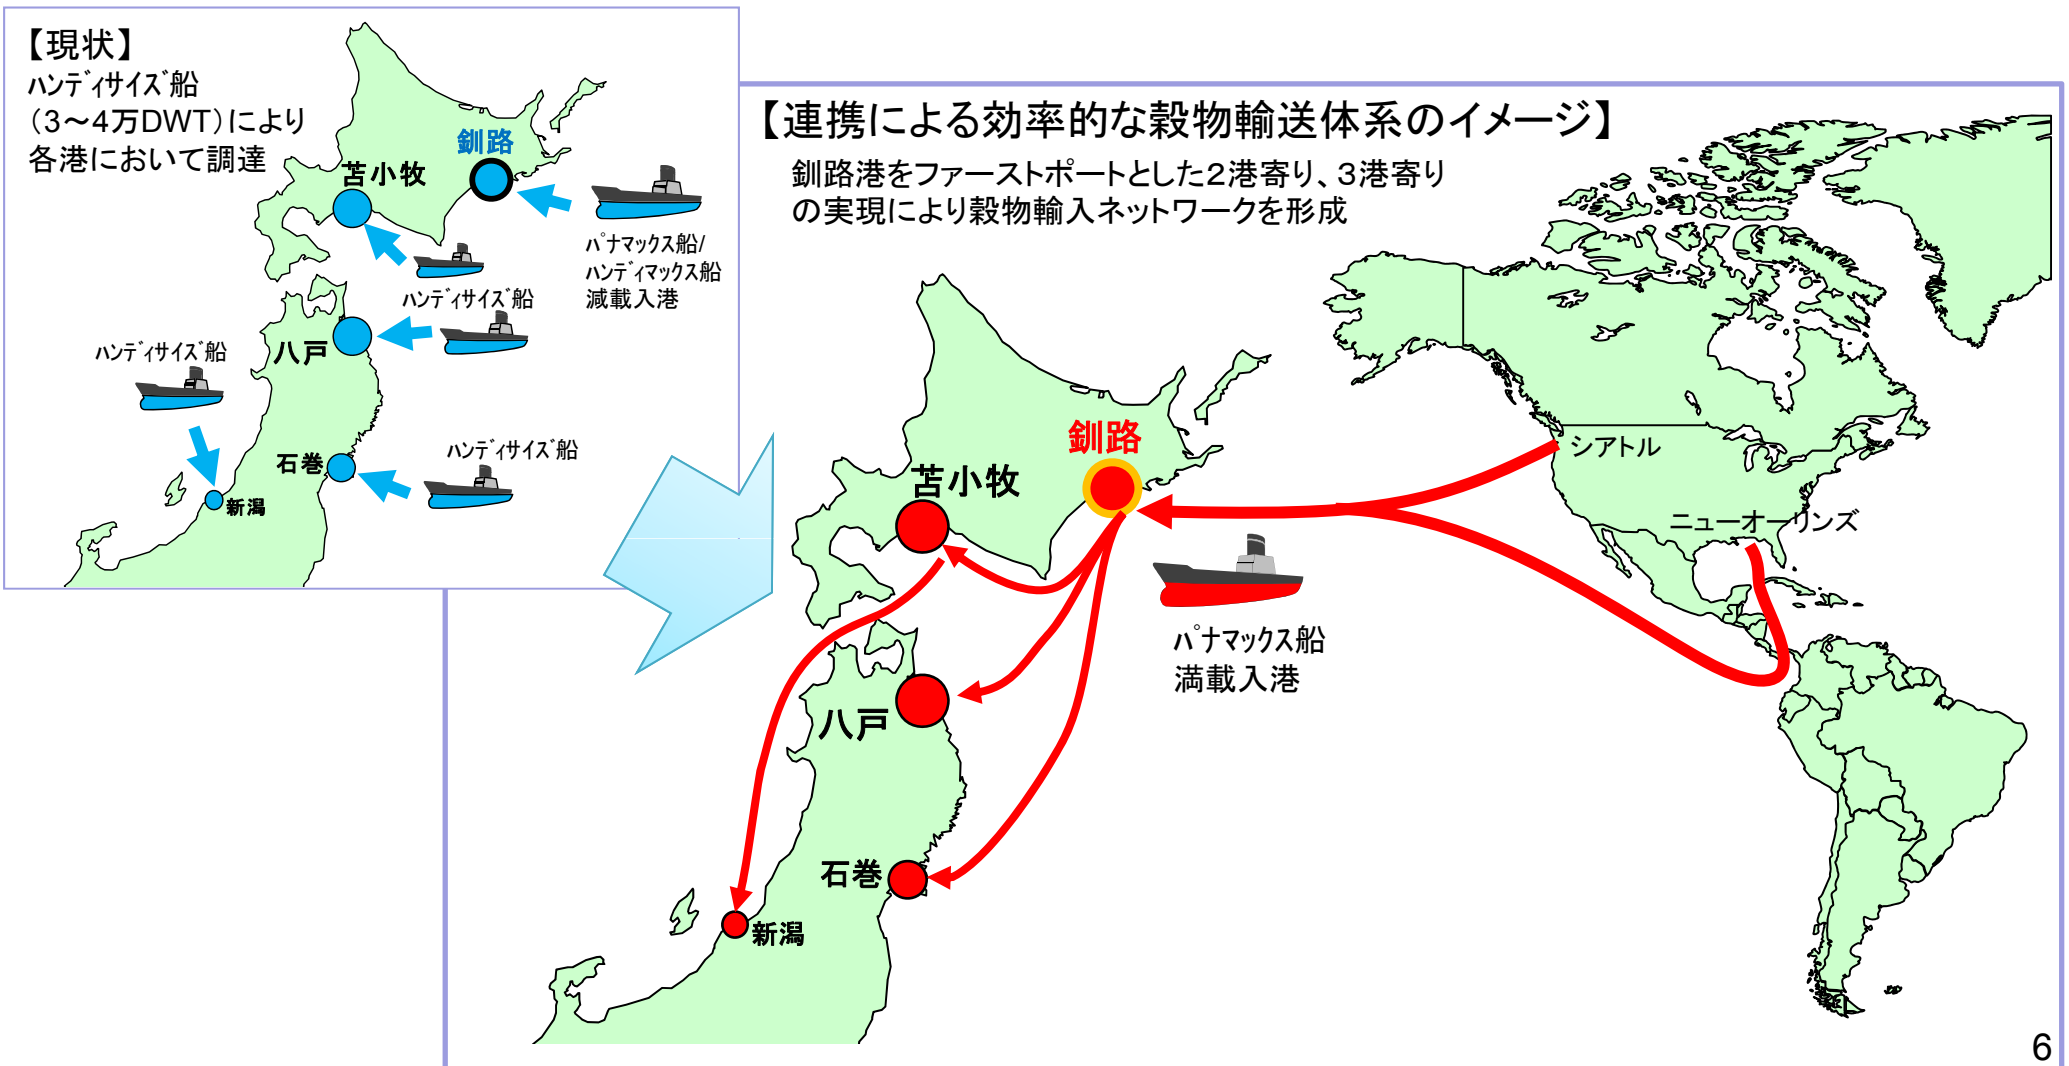 【現状】
ﾊﾝﾃﾞｨｻｲｽﾞ船
（3～4万DWT）により
各港において調達
釧路
苫小牧
ﾊﾟﾅﾏｯｸｽ船/
ﾊﾝﾃﾞｨﾏｯｸｽ船
減載入港
ﾊﾝﾃﾞｨｻｲｽﾞ船
八戸
ﾊﾝﾃﾞｨｻｲｽﾞ船
ﾊﾝﾃﾞｨｻｲｽﾞ船
石巻
新潟
【連携による効率的な穀物輸送体系のイメージ】
釧路港をファーストポートとした２港寄り、３港寄り
の実現により穀物輸入ネットワークを形成
釧路
苫小牧
シアトル
ニューオーリンズ
ﾊﾟﾅﾏｯｸｽ船
満載入港
八戸
石巻
新潟
6